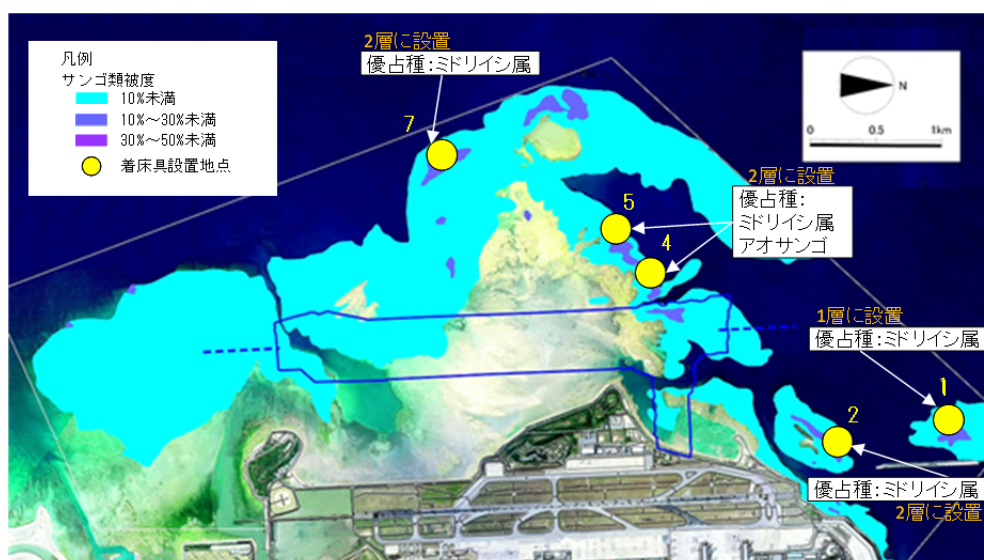 凡例
サンゴ類被度
10%未満
10%～30%未満
30%～50%未満
着床具設置地点
2層に設置
優占種:ミドリイシ属
7
N
0 0.5 1km
2層に設置
優占種:
ミドリイシ属
アオサンゴ
5
4
1層に設置
優占種:ミドリイシ属
1
2
優占種:ミドリイシ属
2層に設置